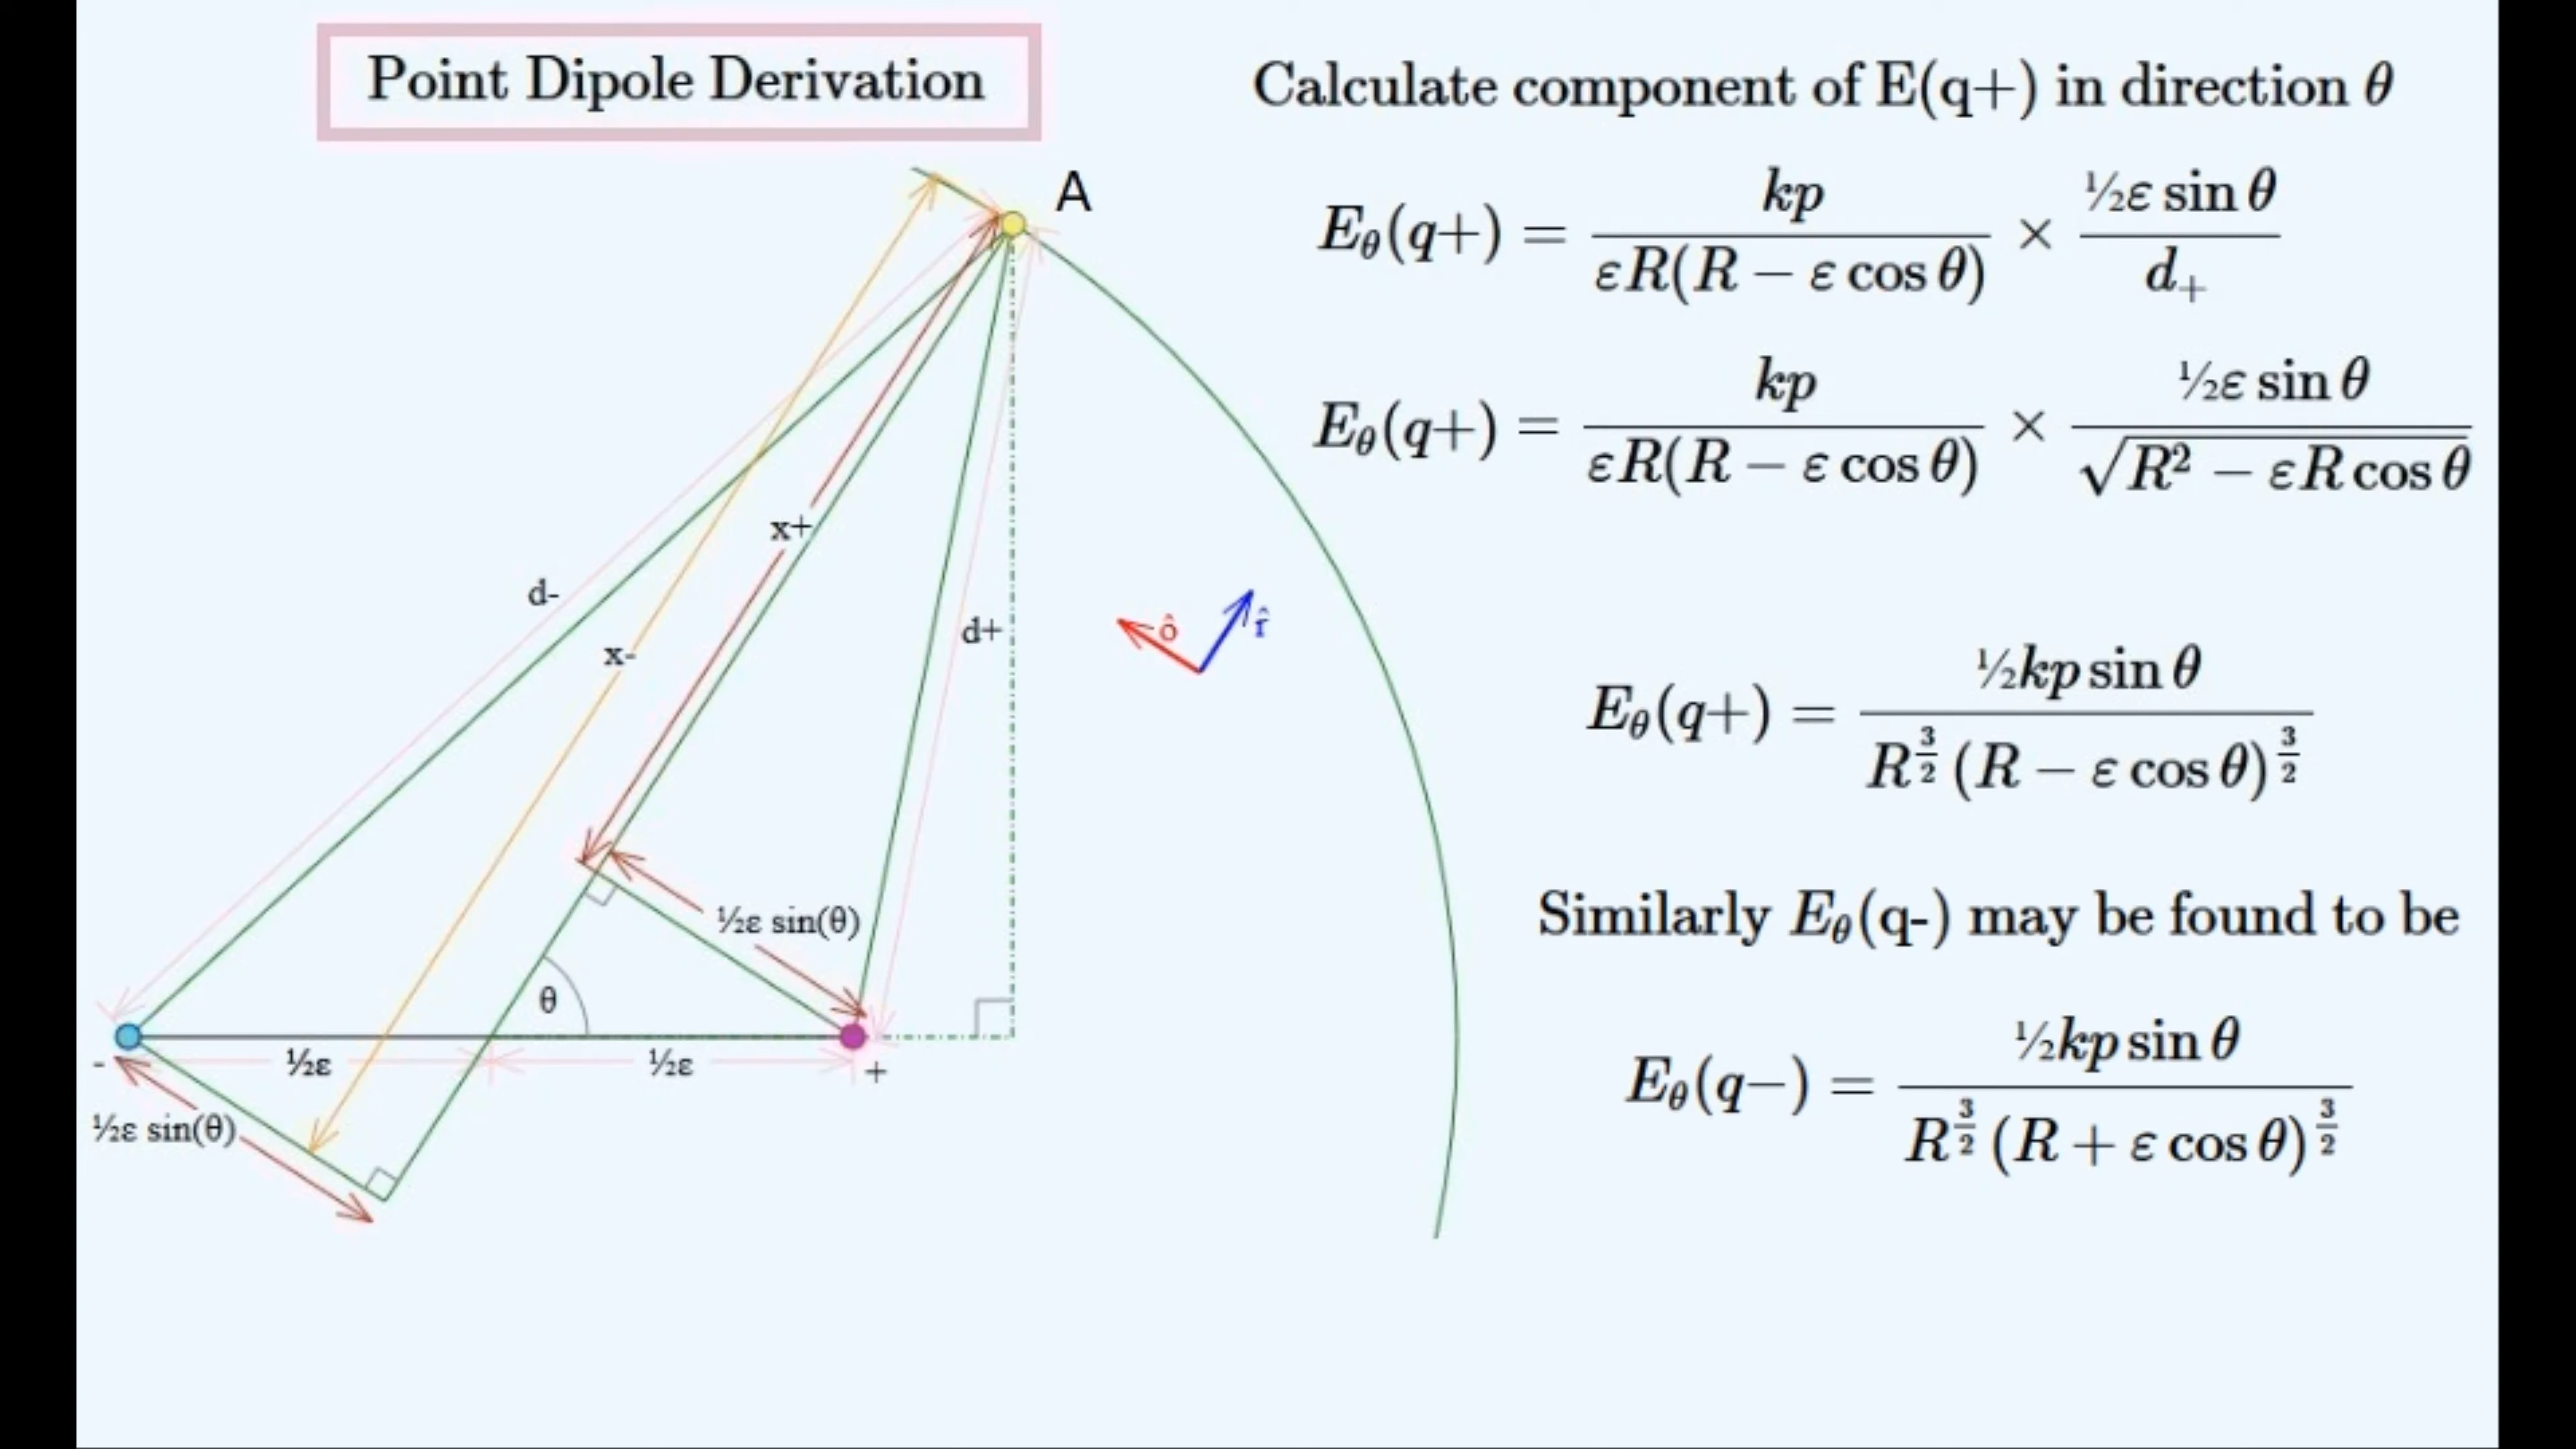 Point Dipole Derivation
Calculate component of E(q+) in direction θ
A
E_θ(q+) = kp / εR(R − ε cos θ) × ½ε sin θ / d₊
E_θ(q+) = kp / εR(R − ε cos θ) × ½ε sin θ / √(R² − εR cos θ)
x+
d-
d+
x-
ô
r̂
E_θ(q+) = ½kp sin θ / R^(3/2) (R − ε cos θ)^(3/2)
Similarly E_θ(q-) may be found to be
½ε sin(θ)
θ
-
½ε
½ε
+
½ε sin(θ)
E_θ(q−) = ½kp sin θ / R^(3/2) (R + ε cos θ)^(3/2)